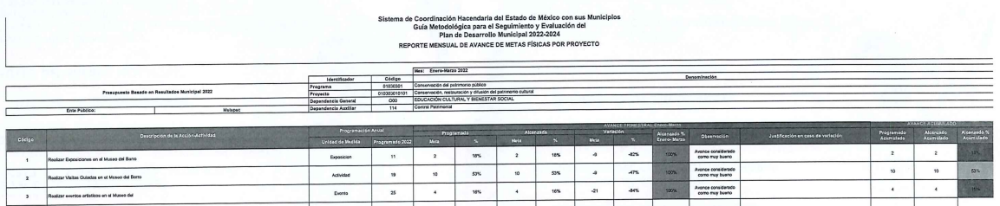 Sistema de Coordinación Hacendaria del Estado de México con sus Municipios
Guía Metodológica para el Seguimiento y Evaluación del
Plan de Desarrollo Municipal 2022-2024
REPORTE MENSUAL DE AVANCE DE METAS FÍSICAS POR PROYECTO
Mes: Enero-Marzo 2022
Identificador Código Denominación
Presupuesto Basado en Resultados Municipal 2022
Programa 01030301 Conservación del patrimonio público
Proyecto 010303010101 Conservación, restauración y difusión del patrimonio cultural
Dependencia General O00 EDUCACIÓN CULTURAL Y BIENESTAR SOCIAL
Ente Publico: Metepec Dependencia Auxiliar 114 Control Patrimonial
Código Descripción de la Acción-Actividad Programación Anual AVANCE TRIMESTRAL Enero-Marzo AVANCE ACUMULADO
Programado Alcanzado Variación Alcanzado % Enero-Marzo Observación Justificación en caso de variación Programado Acumulado Alcanzado Acumulado Alcanzado % Acumulado
Unidad de Medida Programado 2022 Meta % Meta % Meta %
1 Realizar Exposiciones en el Museo del Barro Exposicion 11 2 18% 2 18% -9 -82% 100% Avance considerado como muy bueno 2 2
2 Realizar Visitas Guiadas en el Museo del Barro Actividad 19 10 53% 10 53% -9 -47% 100% Avance considerado como muy bueno 10 10 53%
3 Realizar eventos artísticos en el Museo del Evento 25 4 16% 4 16% -21 -84% 100% Avance considerado como muy bueno 4 4